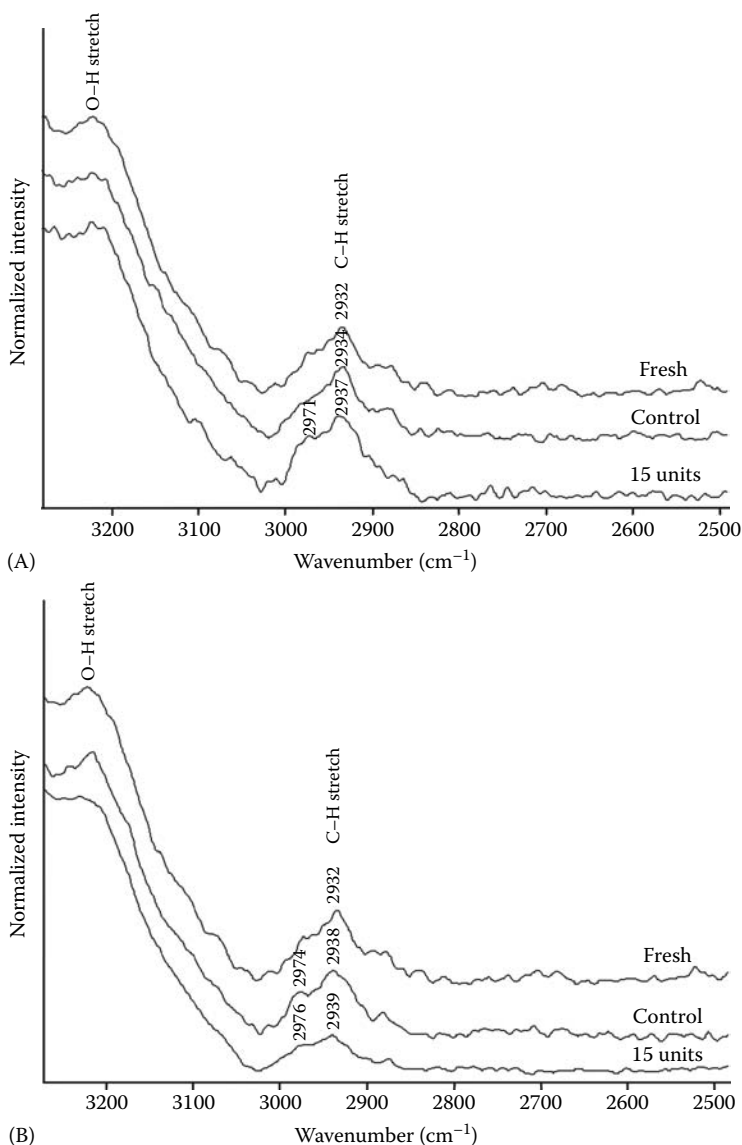 O–H stretch
C–H stretch
2932
2934
2937
2971
Normalized intensity
Fresh
Control
15 units
3200 3100 3000 2900 2800 2700 2600 2500
(A)
Wavenumber (cm⁻¹)
O–H stretch
C–H stretch
2932
2938
2974
2939
2976
Normalized intensity
Fresh
Control
15 units
3200 3100 3000 2900 2800 2700 2600 2500
(B)
Wavenumber (cm⁻¹)